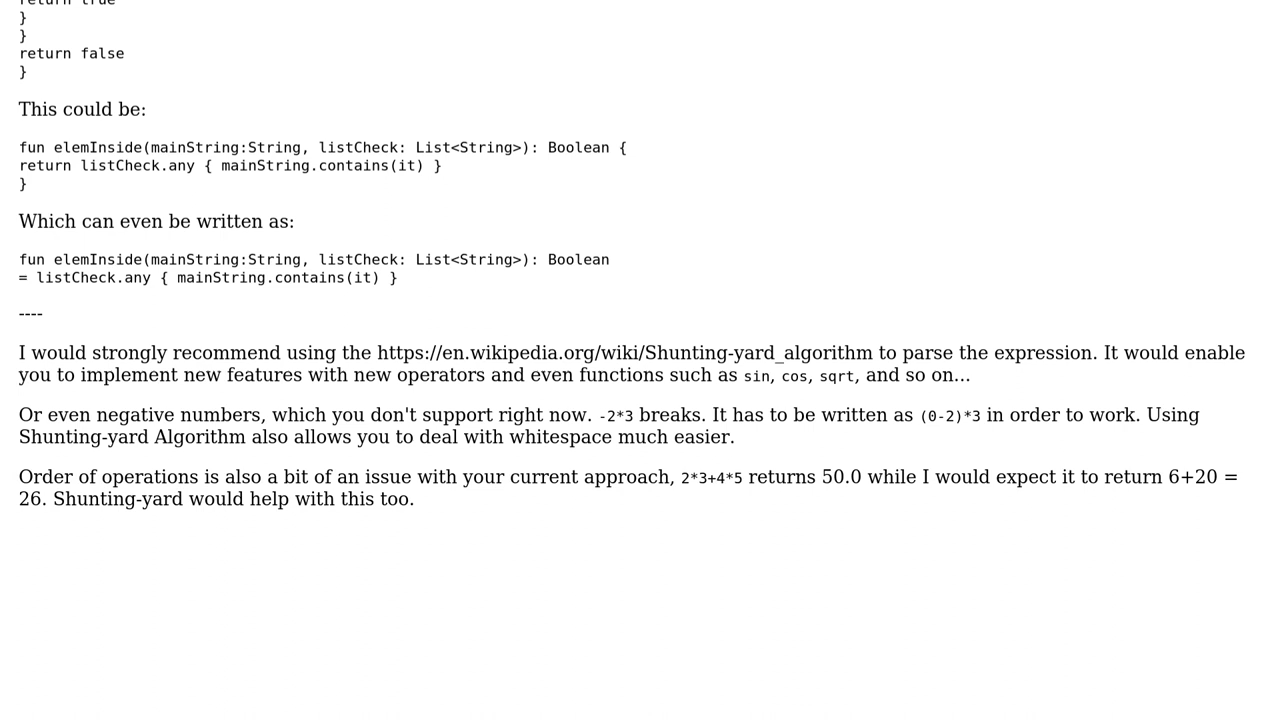 return true
}
}
return false
}
This could be:
fun elemInside(mainString:String, listCheck: List<String>): Boolean {
return listCheck.any { mainString.contains(it) }
}
Which can even be written as:
fun elemInside(mainString:String, listCheck: List<String>): Boolean
= listCheck.any { mainString.contains(it) }
----
I would strongly recommend using the https://en.wikipedia.org/wiki/Shunting-yard_algorithm to parse the expression. It would enable
you to implement new features with new operators and even functions such as sin, cos, sqrt, and so on...
Or even negative numbers, which you don't support right now. -2*3 breaks. It has to be written as (0-2)*3 in order to work. Using
Shunting-yard Algorithm also allows you to deal with whitespace much easier.
Order of operations is also a bit of an issue with your current approach, 2*3+4*5 returns 50.0 while I would expect it to return 6+20 =
26. Shunting-yard would help with this too.